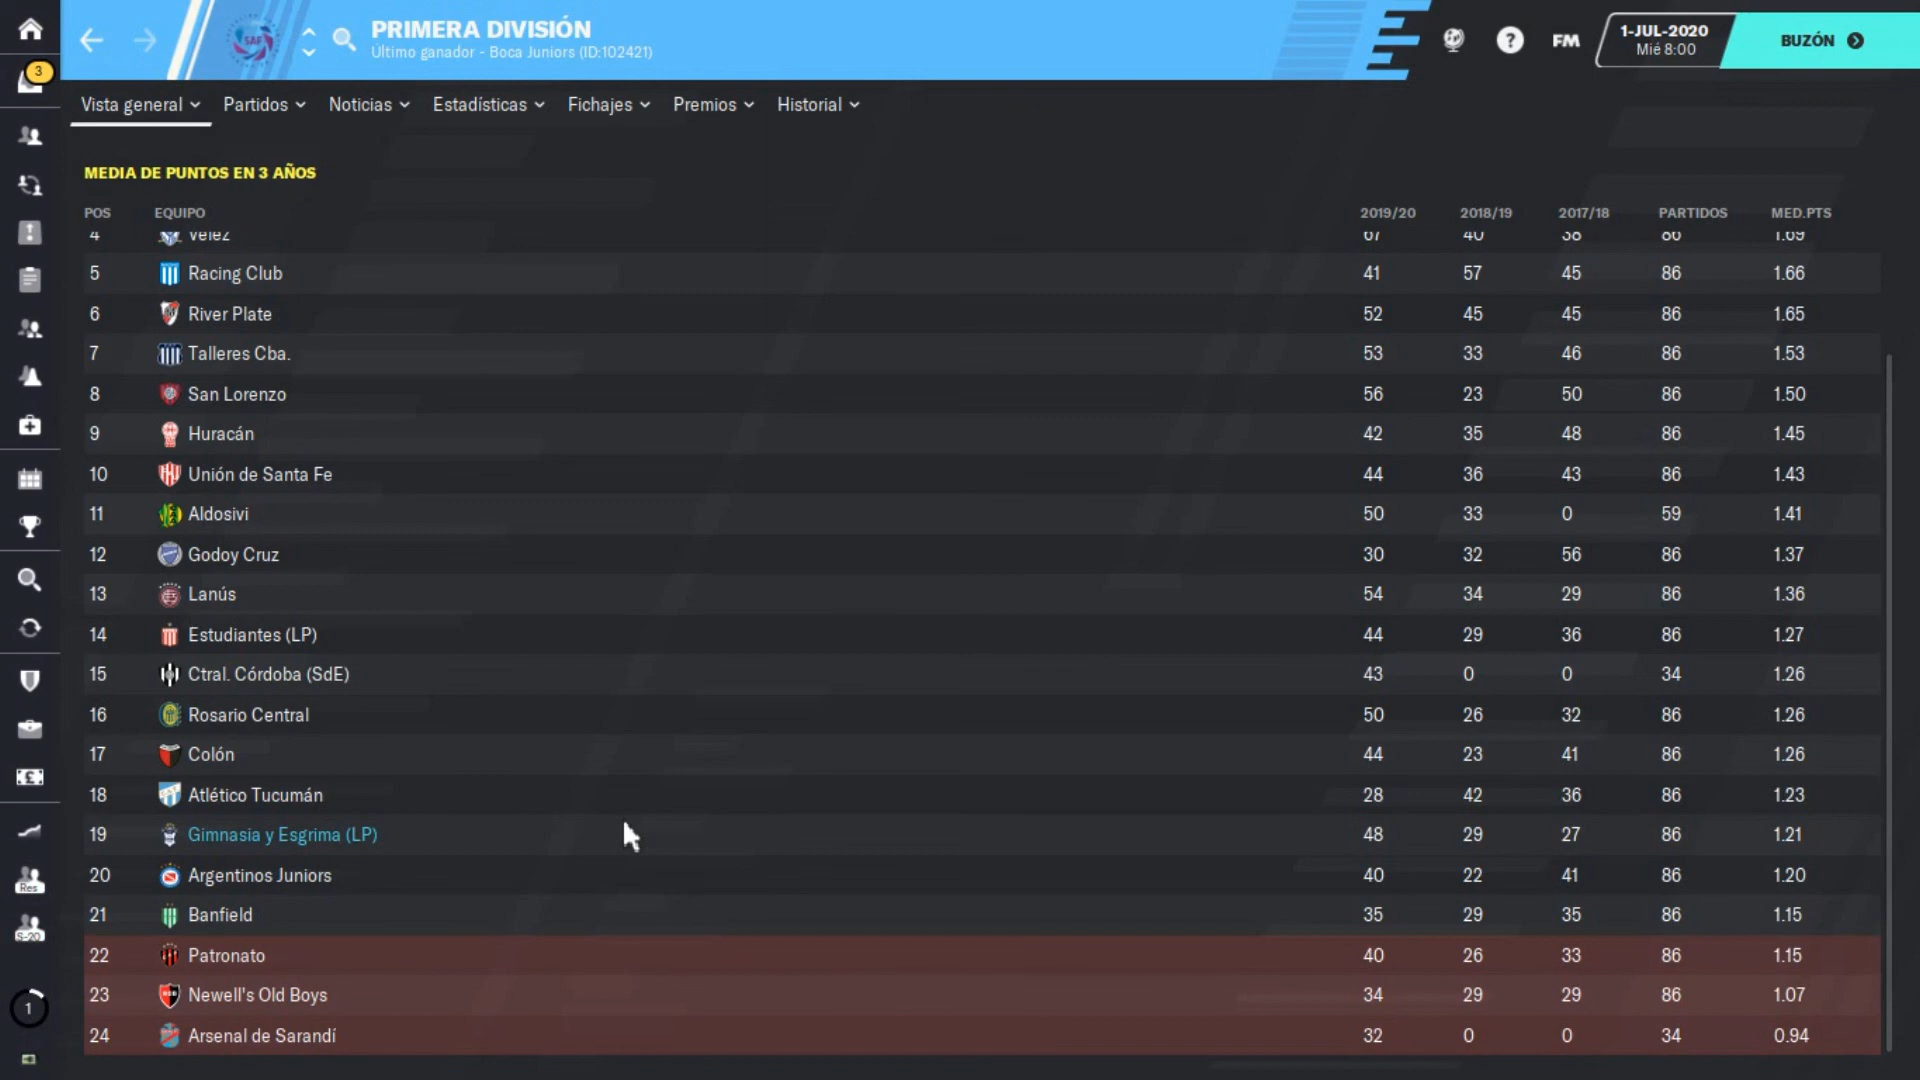 PRIMERA DIVISIÓN
Último ganador - Boca Juniors (ID:102421)
FM
1-JUL-2020
Mié 8:00
BUZÓN
3
Vista general Partidos Noticias Estadísticas Fichajes Premios Historial
MEDIA DE PUNTOS EN 3 AÑOS
POS EQUIPO 2019/20 2018/19 2017/18 PARTIDOS MED.PTS
4 Vélez 67 40 38 86 1.69
5 Racing Club 41 57 45 86 1.66
6 River Plate 52 45 45 86 1.65
7 Talleres Cba. 53 33 46 86 1.53
8 San Lorenzo 56 23 50 86 1.50
9 Huracán 42 35 48 86 1.45
10 Unión de Santa Fe 44 36 43 86 1.43
11 Aldosivi 50 33 0 59 1.41
12 Godoy Cruz 30 32 56 86 1.37
13 Lanús 54 34 29 86 1.36
14 Estudiantes (LP) 44 29 36 86 1.27
15 Ctral. Córdoba (SdE) 43 0 0 34 1.26
16 Rosario Central 50 26 32 86 1.26
17 Colón 44 23 41 86 1.26
18 Atlético Tucumán 28 42 36 86 1.23
19 Gimnasia y Esgrima (LP) 48 29 27 86 1.21
20 Argentinos Juniors 40 22 41 86 1.20
21 Banfield 35 29 35 86 1.15
22 Patronato 40 26 33 86 1.15
23 Newell's Old Boys 34 29 29 86 1.07
24 Arsenal de Sarandí 32 0 0 34 0.94
Res
S-20
1